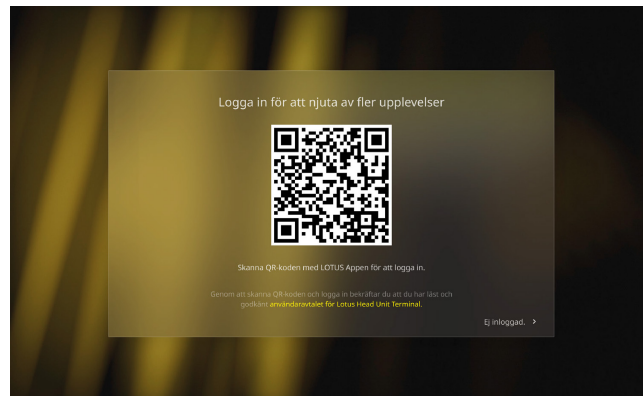 Logga in för att njuta av fler upplevelser
Skanna QR-koden med LOTUS Appen för att logga in.
Genom att skanna QR-koden och logga in bekräftar du att du har läst och
godkänt användaravtalet för Lotus Head Unit Terminal.
Ej inloggad. >